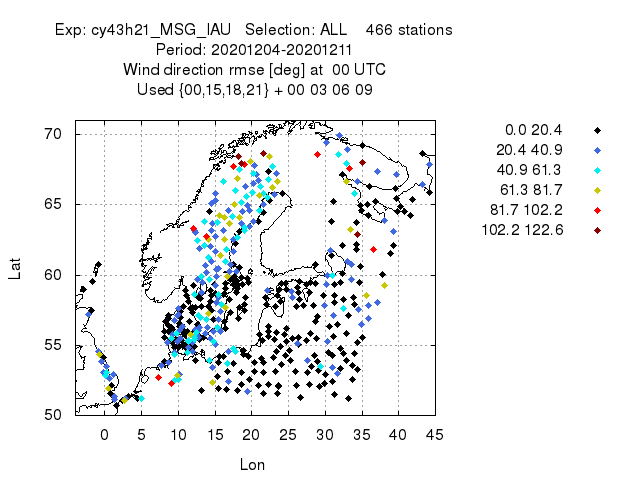 Exp: cy43h21_MSG_IAU Selection: ALL 466 stations
Period: 20201204-20201211
Wind direction rmse [deg] at 00 UTC
Used {00,15,18,21} + 00 03 06 09
0.0 20.4
20.4 40.9
40.9 61.3
61.3 81.7
81.7 102.2
102.2 122.6
70
65
60
55
50
Lat
0 5 10 15 20 25 30 35 40 45
Lon